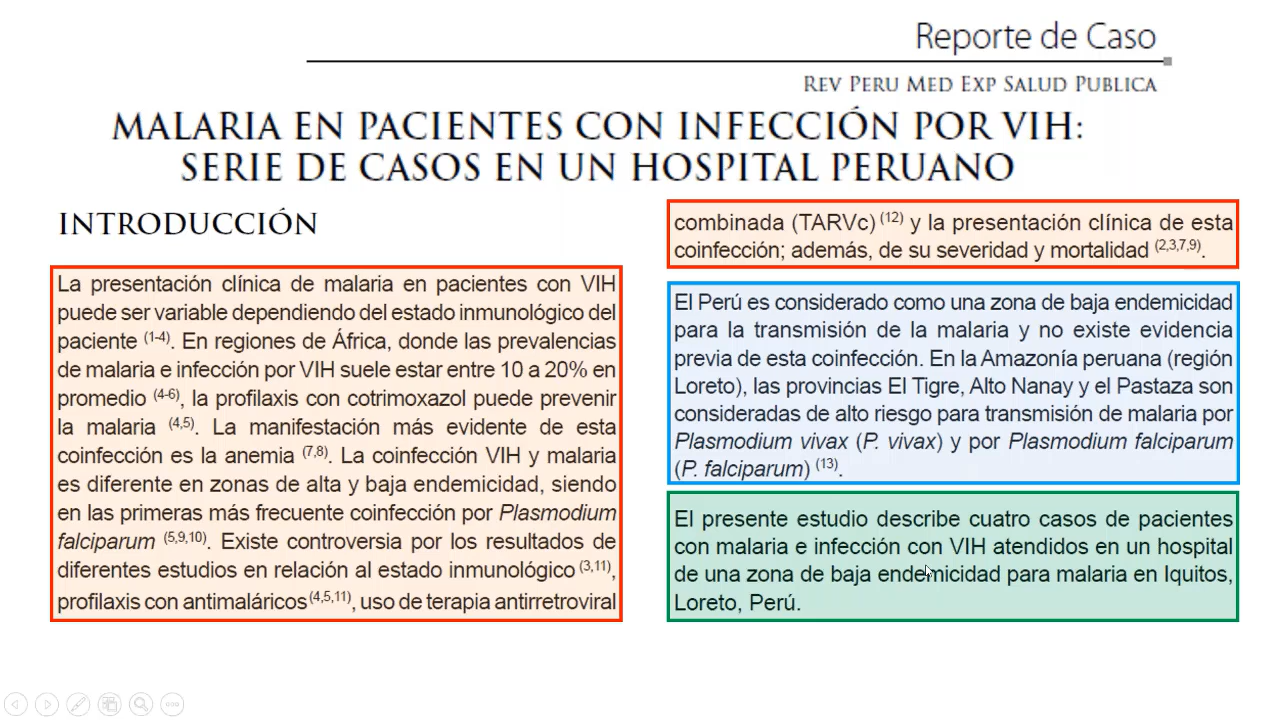 Reporte de Caso
REV PERU MED EXP SALUD PUBLICA
MALARIA EN PACIENTES CON INFECCIÓN POR VIH:
SERIE DE CASOS EN UN HOSPITAL PERUANO
INTRODUCCIÓN
La presentación clínica de malaria en pacientes con VIH
puede ser variable dependiendo del estado inmunológico del
paciente (1-4). En regiones de África, donde las prevalencias
de malaria e infección por VIH suele estar entre 10 a 20% en
promedio (4-6), la profilaxis con cotrimoxazol puede prevenir
la malaria (4,5). La manifestación más evidente de esta
coinfección es la anemia (7,8). La coinfección VIH y malaria
es diferente en zonas de alta y baja endemicidad, siendo
en las primeras más frecuente coinfección por Plasmodium
falciparum (5,9,10). Existe controversia por los resultados de
diferentes estudios en relación al estado inmunológico (3,11),
profilaxis con antimaláricos(4,5,11), uso de terapia antirretroviral
combinada (TARVc) (12) y la presentación clínica de esta
coinfección; además, de su severidad y mortalidad (2,3,7,9).
El Perú es considerado como una zona de baja endemicidad
para la transmisión de la malaria y no existe evidencia
previa de esta coinfección. En la Amazonía peruana (región
Loreto), las provincias El Tigre, Alto Nanay y el Pastaza son
consideradas de alto riesgo para transmisión de malaria por
Plasmodium vivax (P. vivax) y por Plasmodium falciparum
(P. falciparum) (13).
El presente estudio describe cuatro casos de pacientes
con malaria e infección con VIH atendidos en un hospital
de una zona de baja endemicidad para malaria en Iquitos,
Loreto, Perú.